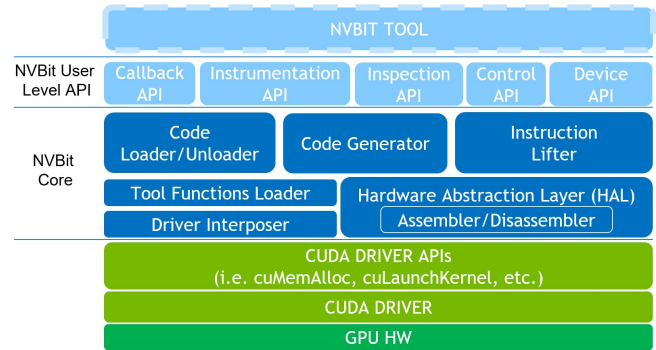 NVBIT TOOL
NVBit User
Level API
Callback
API
Instrumentation
API
Inspection
API
Control
API
Device
API
NVBit
Core
Code
Loader/Unloader
Code Generator
Instruction
Lifter
Tool Functions Loader
Hardware Abstraction Layer (HAL)
Assembler/Disassembler
Driver Interposer
CUDA DRIVER APIs
(i.e. cuMemAlloc, cuLaunchKernel, etc.)
CUDA DRIVER
GPU HW